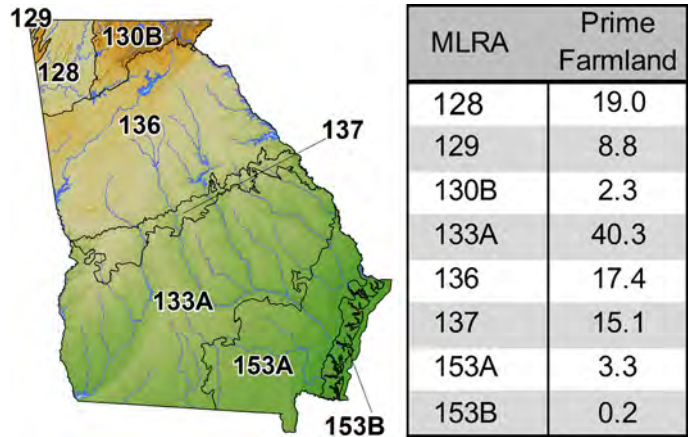 129
130B
128
136
137
133A
153A
153B
MLRA Prime Farmland
128 19.0
129 8.8
130B 2.3
133A 40.3
136 17.4
137 15.1
153A 3.3
153B 0.2